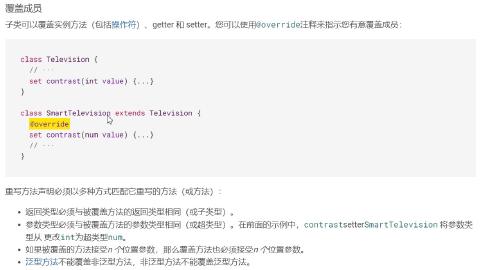 覆盖成员
子类可以覆盖实例方法（包括操作符）、getter 和 setter。您可以使用@override注释来指示您有意覆盖成员：
class Television {
// ···
set contrast(int value) {...}
}
class SmartTelevision extends Television {
@override
set contrast(num value) {...}
// ···
}
重写方法声明必须以多种方式匹配它重写的方法（或方法）：
• 返回类型必须与被覆盖方法的返回类型相同（或子类型）。
• 参数类型必须与被覆盖方法的参数类型相同（或超类型）。在前面的示例中，contrastsetterSmartTelevision 将参数类
型从 更改int为超类型num。
• 如果被覆盖的方法接受n 个位置参数，那么覆盖方法也必须接受n 个位置参数。
• 泛型方法不能覆盖非泛型方法，非泛型方法不能覆盖泛型方法。